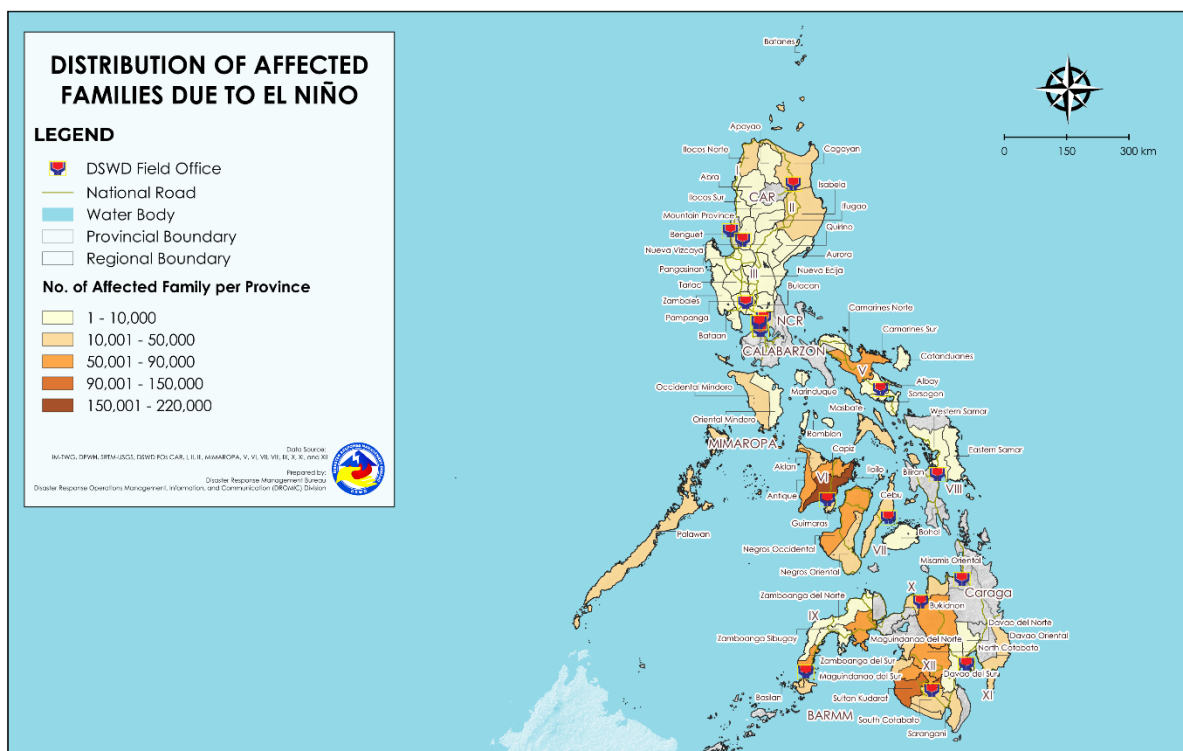 DISTRIBUTION OF AFFECTED
FAMILIES DUE TO EL NIÑO
LEGEND
DSWD Field Office
National Road
Water Body
Provincial Boundary
Regional Boundary
No. of Affected Family per Province
1 - 10,000
10,001 - 50,000
50,001 - 90,000
90,001 - 150,000
150,001 - 220,000
Data Source:
Prepared by:
Disaster Response Management Bureau
Disaster Response Operations Management, Information, and Communication (DROMIC) Division
0 150 300 km
Batanes
Apayao
Ilocos Norte
Cagayan
I
Abra
CAR
Isabela
II
Ilocos Sur
Ifugao
Mountain Province
Benguet
Quirino
Nueva Vizcaya
Aurora
Pangasinan
III
Nueva Ecija
Tarlac
Bulacan
Zambales
Camarines Norte
Pampanga
NCR
Camarines Sur
Bataan
CALABARZON
Catanduanes
V
Albay
Occidental Mindoro
Marinduque
Sorsogon
Masbate
Western Samar
Oriental Mindoro
Romblon
MIMAROPA
Capiz
Eastern Samar
Aklan
VI
Iloilo
Biliran
Antique
Cebu
VIII
Guimaras
Palawan
Bohol
Negros Occidental
VII
Misamis Oriental
Negros Oriental
X
Caraga
Zamboanga del Norte
Bukidnon
IX
Davao del Norte
Zamboanga Sibugay
Maguindanao del Norte
Davao Oriental
North Cotabato
Zamboanga del Sur
XII
Maguindanao del Sur
Davao del Sur
Basilan
Sultan Kudarat
XI
BARMM
South Cotabato
Sarangani